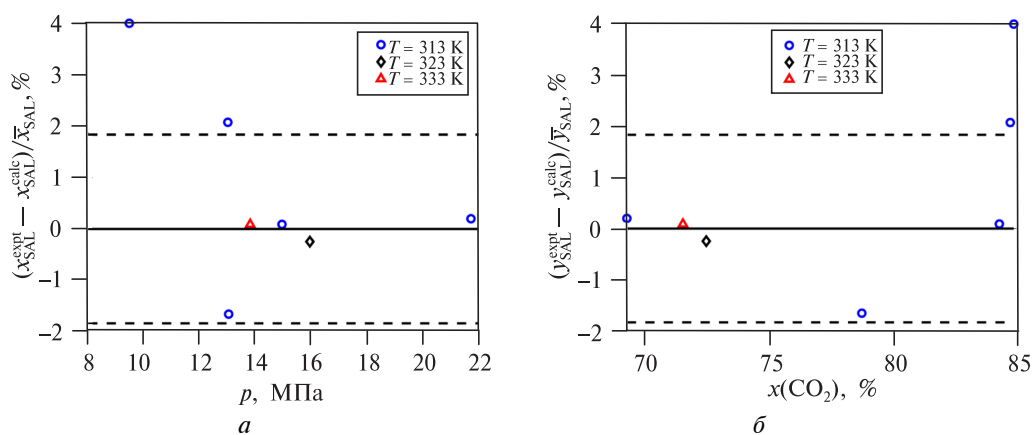 (x_SAL^expt — x_SAL^calc)/x̅_SAL, %
4
3
2
1
0
−1
−2
T = 313 K
T = 323 K
T = 333 K
8 10 12 14 16 18 20 22
p, МПа
а
(y_SAL^expt — y_SAL^calc)/y̅_SAL, %
4
3
2
1
0
−1
−2
T = 313 K
T = 323 K
T = 333 K
70 75 80 85
x(CO₂), %
б